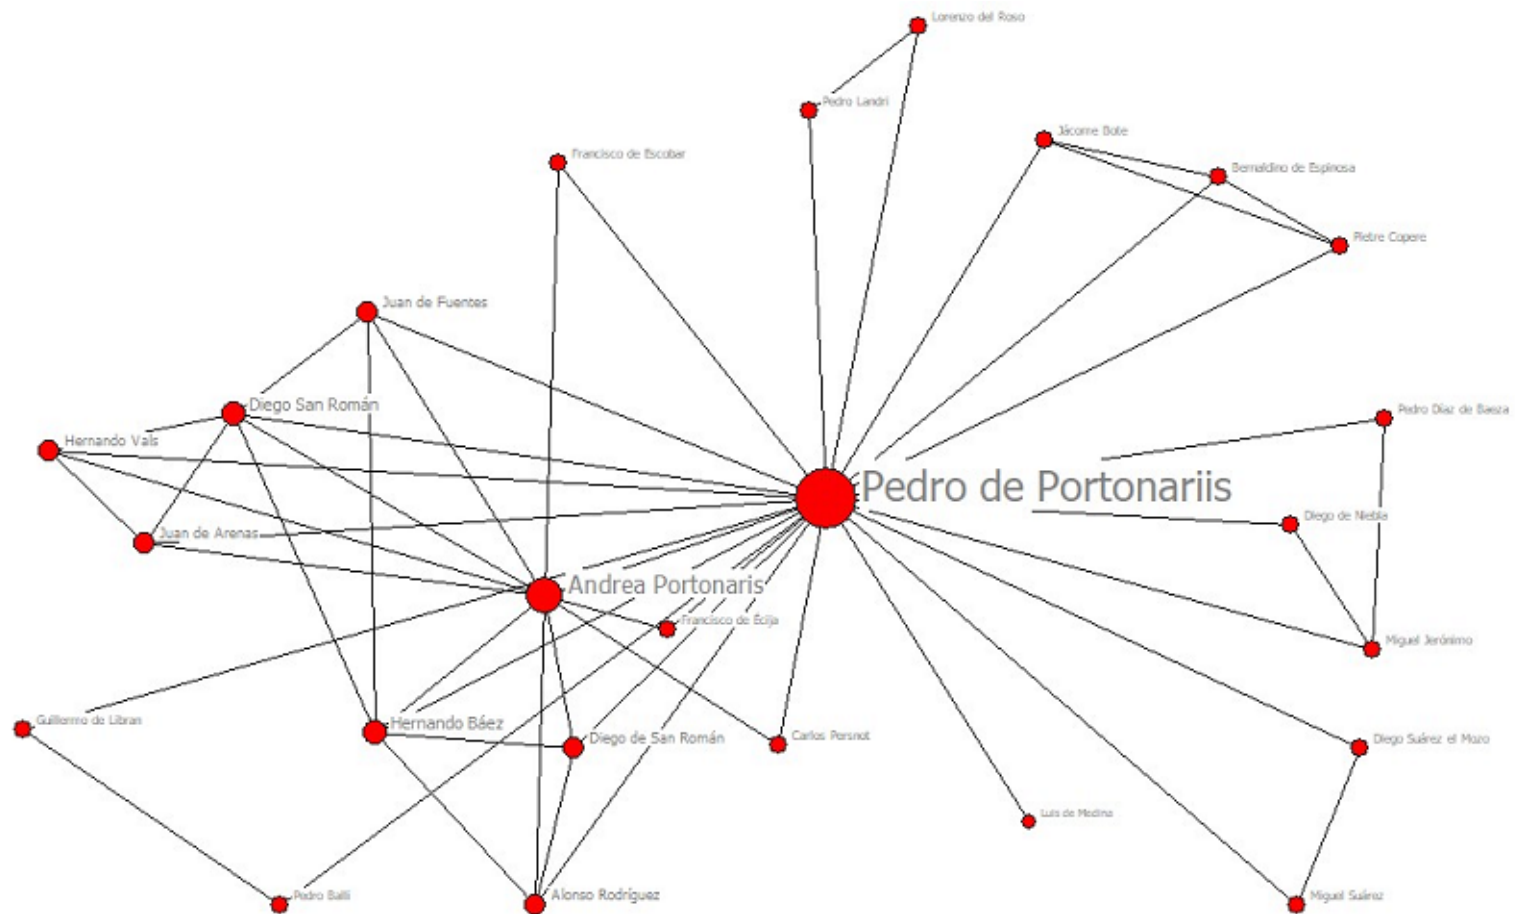 Lorenzo del Roso
Pedro Landri
Jácome Bote
Francisco de Escobar
Bernaldino de Espinosa
Pietre Copere
Juan de Fuentes
Diego San Román
Pedro Díaz de Baeza
Hernando Vals
Pedro de Portonariis
Diego de Niebla
Juan de Arenas
Andrea Portonaris
Francisco de Écija
Miguel Jerónimo
Guillermo de Libran
Hernando Báez
Diego de San Román
Carlos Persnot
Diego Suárez el Mozo
Luis de Medina
Pedro Balli
Alonso Rodríguez
Miguel Suárez